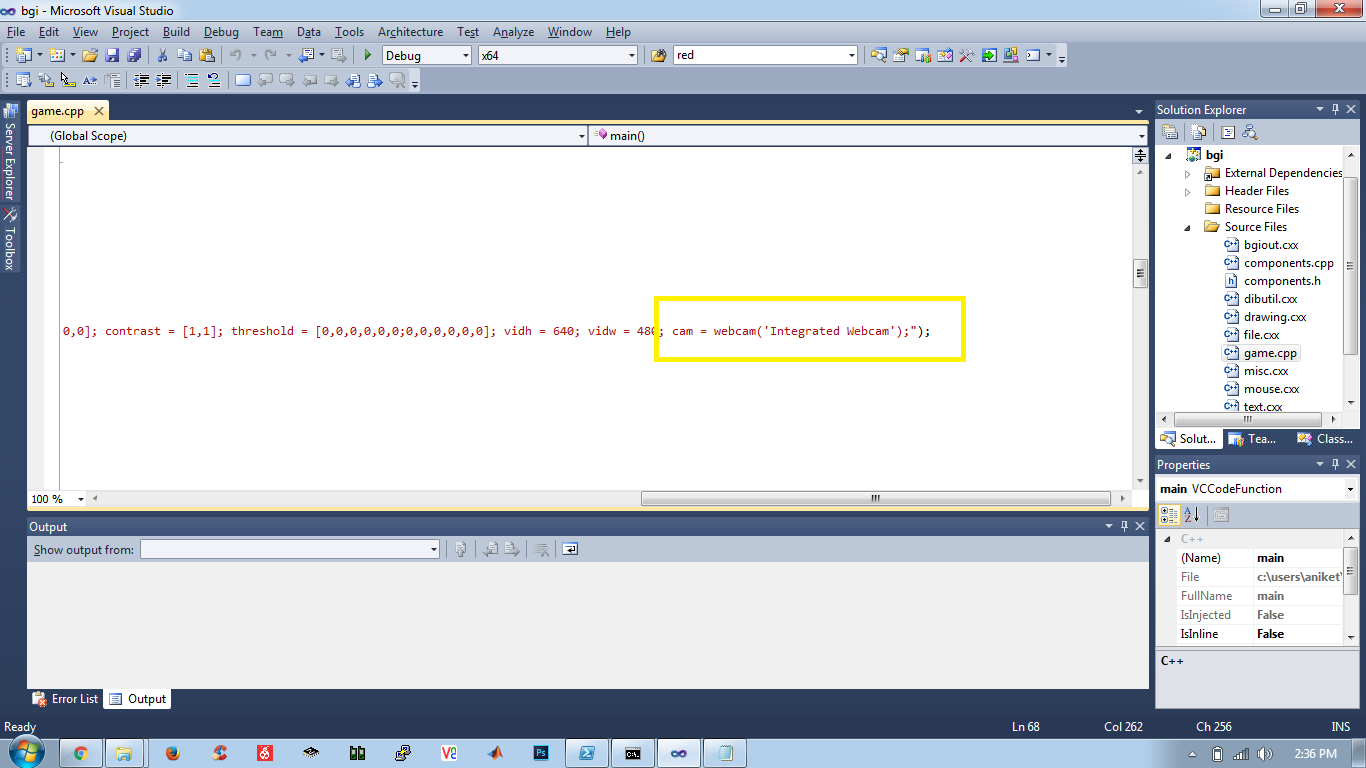 bgi - Microsoft Visual Studio
File Edit View Project Build Debug Team Data Tools Architecture Test Analyze Window Help
Debug x64 red
game.cpp
(Global Scope) main()
0,0]; contrast = [1,1]; threshold = [0,0,0,0,0,0;0,0,0,0,0,0]; vidh = 640; vidw = 480; cam = webcam('Integrated Webcam');");
100 %
Server Explorer
Toolbox
Output
Show output from:
Error List Output
Solution Explorer
bgi
External Dependencies
Header Files
Resource Files
Source Files
bgiout.cxx
components.cpp
components.h
dibutil.cxx
drawing.cxx
file.cxx
game.cpp
misc.cxx
mouse.cxx
text.cxx
Solut... Tea... Class...
Properties
main VCCodeFunction
C++
(Name) main
File c:\users\aniket\
FullName main
IsInjected False
IsInline False
C++
Ready Ln 68 Col 262 Ch 256 INS
2:36 PM